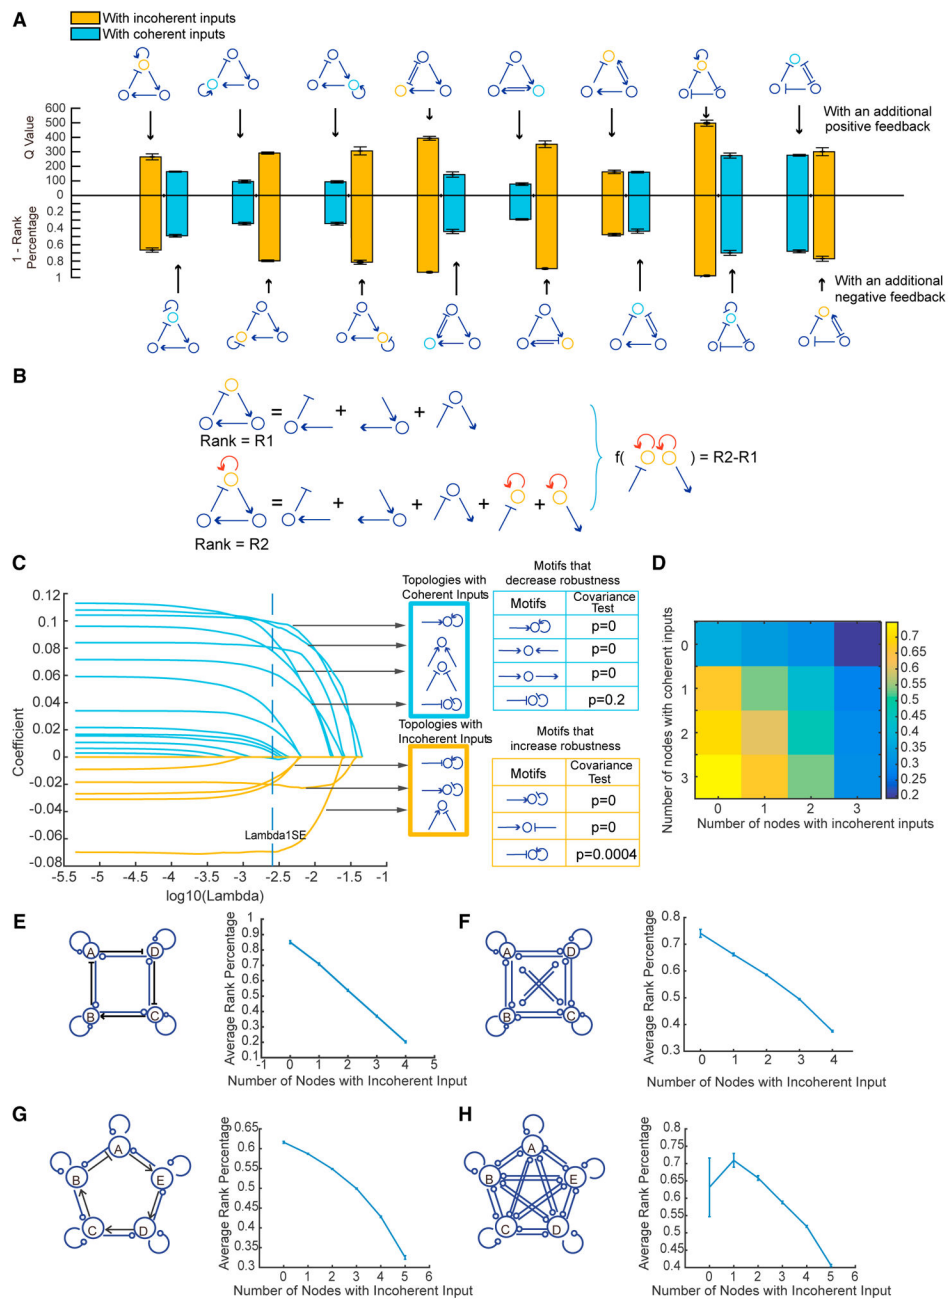 A
With incoherent inputs
With coherent inputs
Q Value
600
500
400
300
200
100
0
0.2
0.4
0.6
0.8
1
1 - Rank
Percentage
With an additional
positive feedback
With an additional
negative feedback
B
=
+
+
Rank = R1
f(
) = R2-R1
=
+
+
+
+
Rank = R2
C
Coefficient
0.12
0.1
0.08
0.06
0.04
0.02
0
-0.02
-0.04
-0.06
-0.08
Lambda1SE
-5.5
-5
-4.5
-4
-3.5
-3
-2.5
-2
-1.5
-1
log10(Lambda)
Topologies with
Coherent Inputs
Topologies with
Incoherent Inputs
Motifs that
decrease robustness
Motifs
Covariance
Test
p=0
p=0
p=0
p=0.2
Motifs that
increase robustness
Motifs
Covariance
Test
p=0
p=0
p=0.0004
D
Number of nodes with coherent inputs
0
1
2
3
0
1
2
3
Number of nodes with incoherent inputs
0.7
0.65
0.6
0.55
0.5
0.45
0.4
0.35
0.3
0.25
0.2
E
A
D
B
C
Average Rank Percentage
1
0.9
0.8
0.7
0.6
0.5
0.4
0.3
0.2
0.1
-1
0
1
2
3
4
5
Number of Nodes with Incoherent Input
F
A
D
B
C
Average Rank Percentage
0.8
0.7
0.6
0.5
0.4
0.3
0
1
2
3
4
Number of Nodes with Incoherent Input
G
A
B
E
C
D
Average Rank Percentage
0.65
0.6
0.55
0.5
0.45
0.4
0.35
0.3
0
1
2
3
4
5
6
Number of Nodes with Incoherent Input
H
A
B
E
C
D
Average Rank Percentage
0.8
0.75
0.7
0.65
0.6
0.55
0.5
0.45
0.4
0
1
2
3
4
5
6
Number of Nodes with Incoherent Input